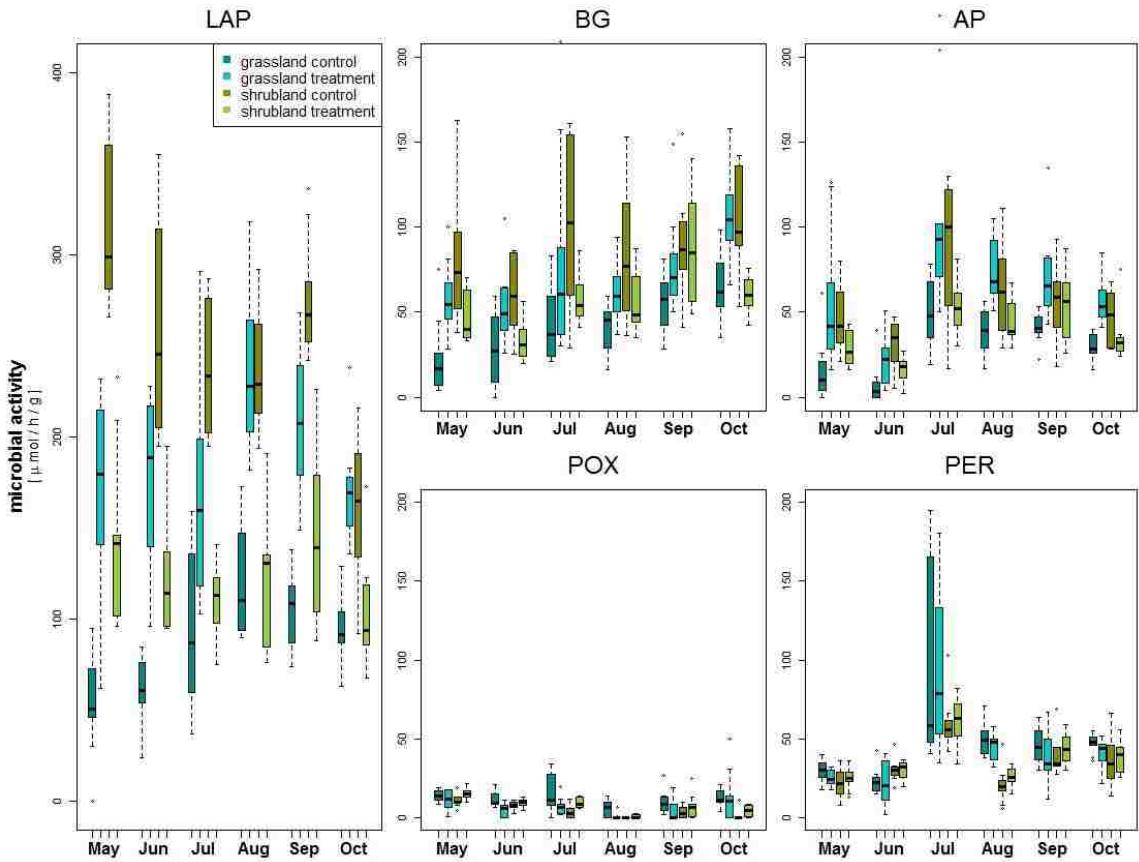 LAP
BG
AP
grassland control
grassland treatment
shrubland control
shrubland treatment
microbial activity
[ μ mol / h / g ]
400
300
200
100
0
May Jun Jul Aug Sep Oct
200
150
100
50
0
May Jun Jul Aug Sep Oct
200
150
100
50
0
May Jun Jul Aug Sep Oct
POX
PER
200
150
100
50
0
May Jun Jul Aug Sep Oct
200
150
100
50
0
May Jun Jul Aug Sep Oct